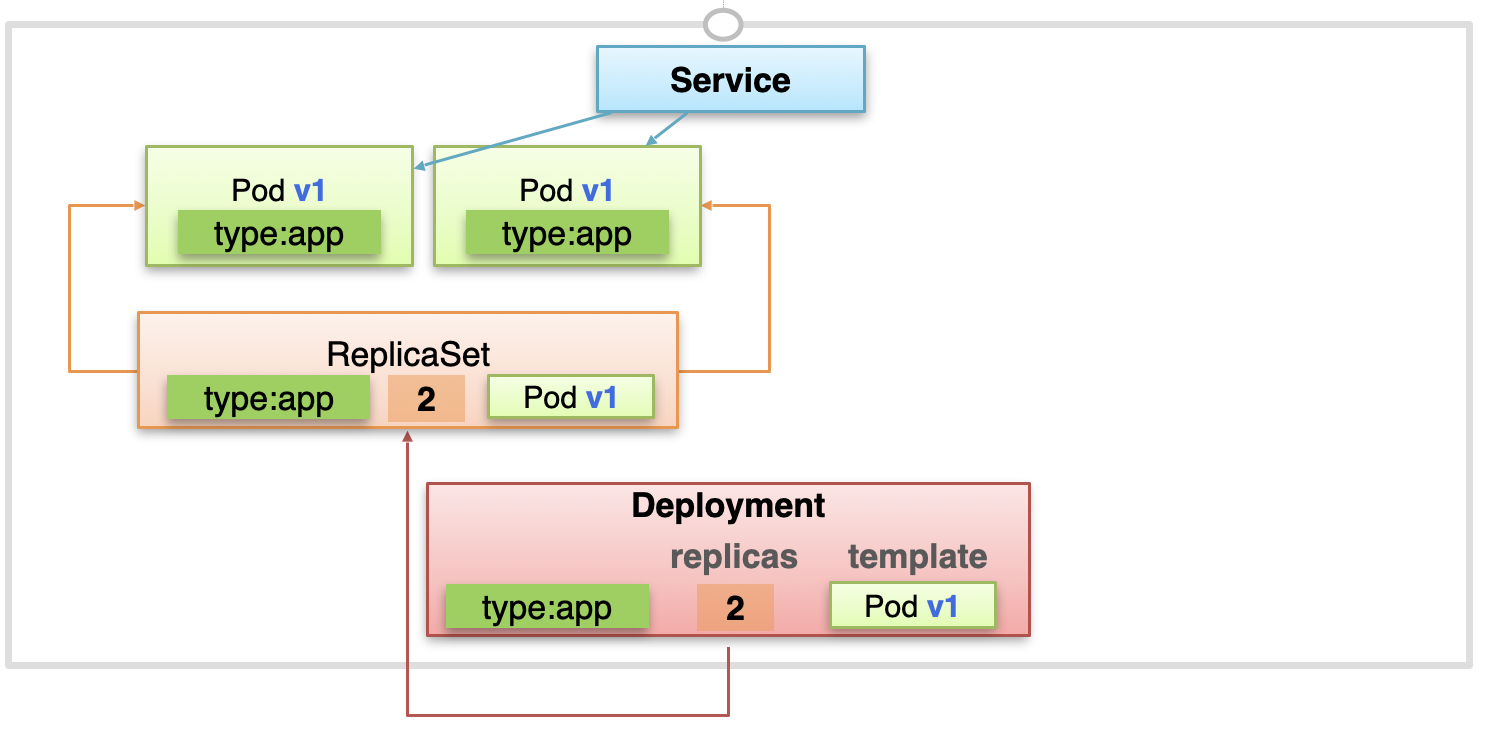 Service
Pod v1
type:app
Pod v1
type:app
ReplicaSet
type:app 2 Pod v1
Deployment
replicas template
type:app 2 Pod v1